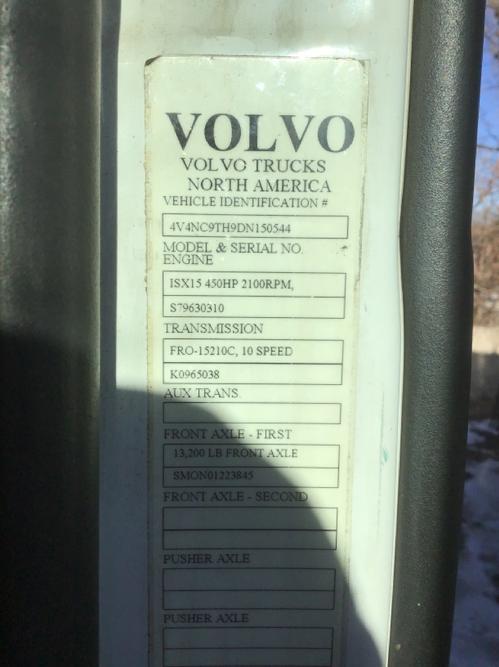 VOLVO
VOLVO TRUCKS
NORTH AMERICA
VEHICLE IDENTIFICATION #
4V4NC9TH9DN150544
MODEL & SERIAL NO.
ENGINE
ISX15 450HP 2100RPM,
S79630310
TRANSMISSION
FRO-15210C, 10 SPEED
K0965038
AUX TRANS.
FRONT AXLE - FIRST
13,200 LB FRONT AXLE
SMON01223845
FRONT AXLE - SECOND
PUSHER AXLE
PUSHER AXLE